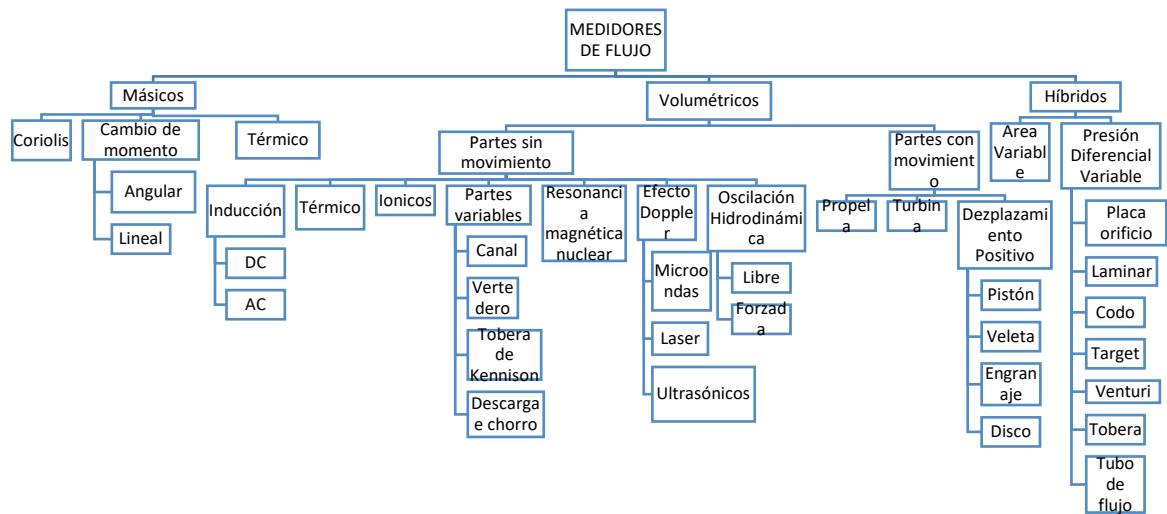 MEDIDORES
DE FLUJO
Másicos
Volumétricos
Híbridos
Coriolis
Cambio de
momento
Térmico
Angular
Lineal
Partes sin
movimiento
Partes con
movimient
o
Inducción
DC
AC
Térmico
Ionicos
Partes
variables
Canal
Verte
dero
Tobera
de
Kennison
Descarg
e chorro
Resonanci
a
magnética
nuclear
Efecto
Dopple
r
Microo
ndas
Laser
Ultrasónicos
Oscilación
Hidrodinámi
ca
Libre
Forzad
a
Propel
a
Turbin
a
Dezplazami
ento
Positivo
Pistón
Veleta
Engran
aje
Disco
Area
Variabl
e
Presión
Diferencial
Variable
Placa
orificio
Laminar
Codo
Target
Venturi
Tobera
Tubo
de
flujo